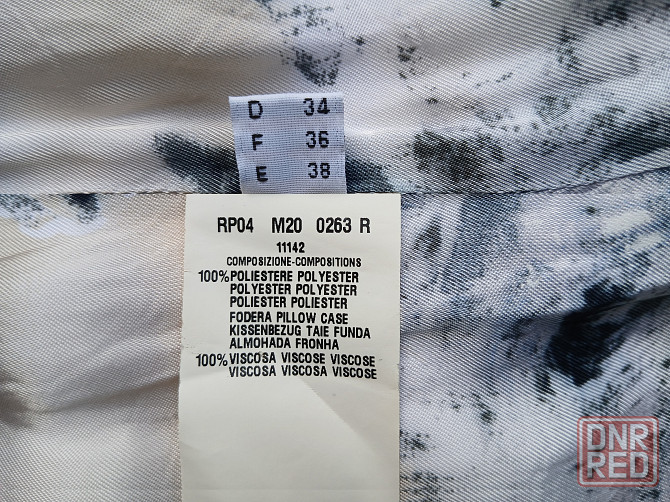 D 34
F 36
E 38
RP04 M20 0263 R
11142
COMPOSIZIONE-COMPOSITIONS
100%POLIESTERE POLYESTER
POLYESTER POLYESTER
POLIESTER POLIESTER
FODERA PILLOW CASE
KISSENBEZUG TAIE FUNDA
ALMOHADA FRONHA
100%VISCOSA VISCOSE VISCOSE
VISCOSA VISCOSA VISCOSE
DNR
RED